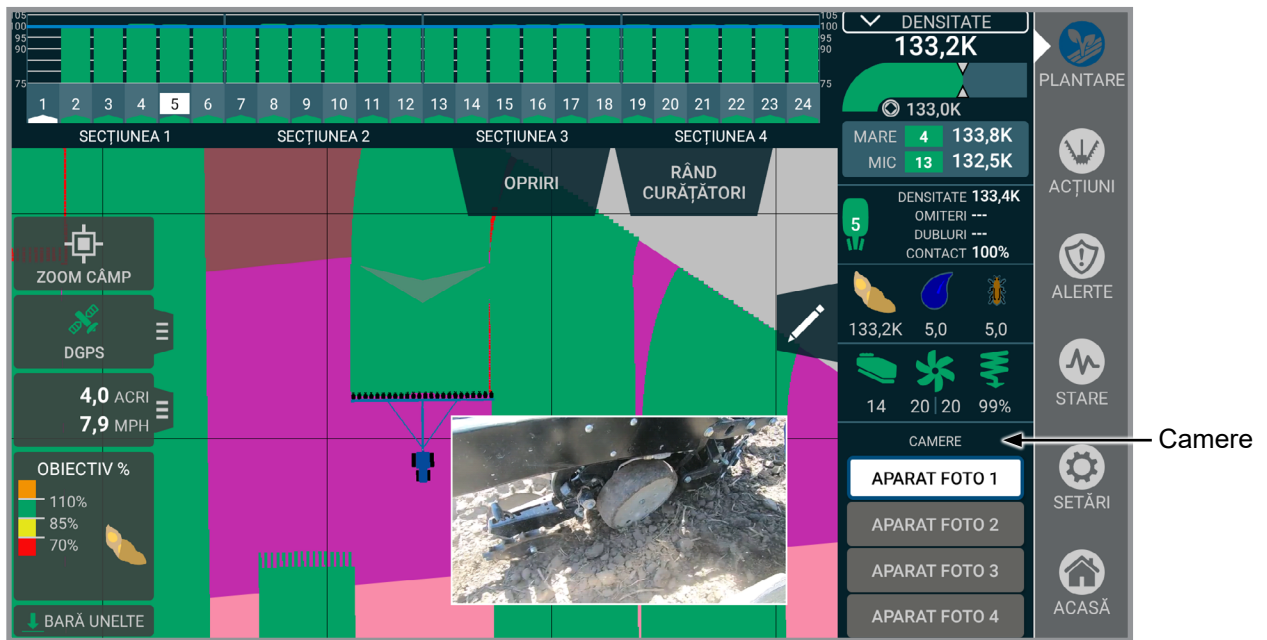 105
100
95
90
75
105
100
95
90
75
1 2 3 4 5 6 7 8 9 10 11 12 13 14 15 16 17 18 19 20 21 22 23 24
SECȚIUNEA 1 SECȚIUNEA 2 SECȚIUNEA 3 SECȚIUNEA 4
OPRIRI
RÂND
CURĂȚĂTORI
ZOOM CÂMP
DGPS
4,0 ACRI
7,9 MPH
OBIECTIV %
110%
85%
70%
BARĂ UNELTE
DENSITATE
133,2K
133,0K
MARE 4 133,8K
MIC 13 132,5K
5
DENSITATE 133,4K
OMITERI ---
DUBLURI ---
CONTACT 100%
133,2K 5,0 5,0
14 20 | 20 99%
CAMERE
APARAT FOTO 1
APARAT FOTO 2
APARAT FOTO 3
APARAT FOTO 4
PLANTARE
ACȚIUNI
ALERTE
STARE
SETĂRI
ACASĂ
Camere